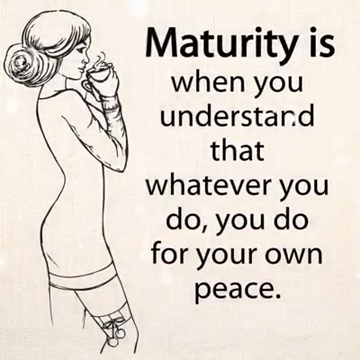 Maturity is
when you
understand
that
whatever you
do, you do
for your own
peace.